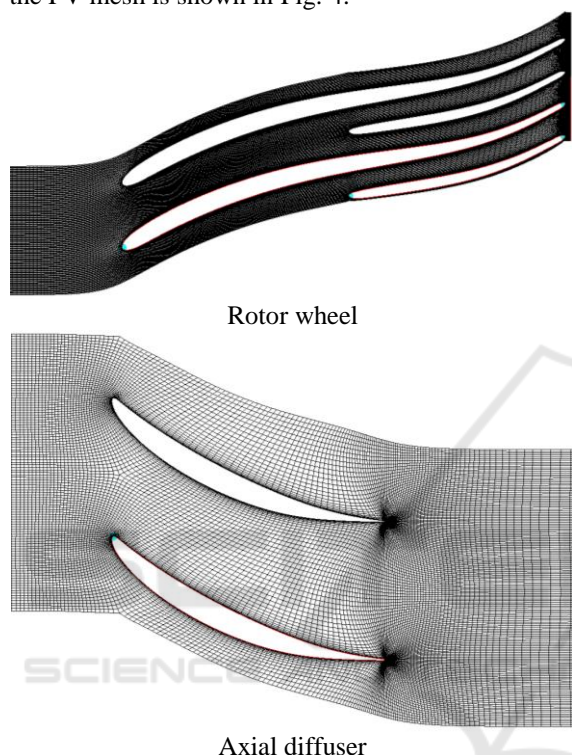 the FV mesh is shown in Fig. 4.
Rotor wheel
SCIENCE
Axial diffuser